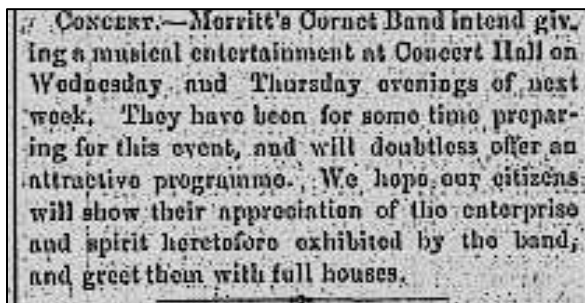 CONCERT.—Merritt's Cornet Band intend giv-
ing a musical entertainment at Concert Hall on
Wednesday and Thursday evenings of next
week. They have been for some time prepar-
ing for this event, and will doubtless offer an
attractive programme. We hope our citizens
will show their appreciation of the enterprise
and spirit heretofore exhibited by the band,
and greet them with full houses.